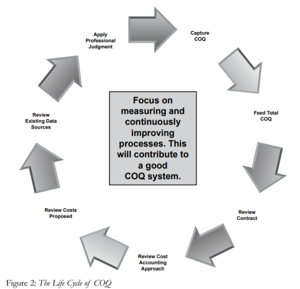 Apply
Professional
Judgment
Capture
COQ
Feed Total
COQ
Review
Contract
Review Cost
Accounting
Approach
Review Costs
Proposed
Review
Existing Data
Sources
Focus on
measuring and
continuously
improving
processes. This
will contribute to
a good
COQ system.
Figure 2: The Life Cycle of COQ